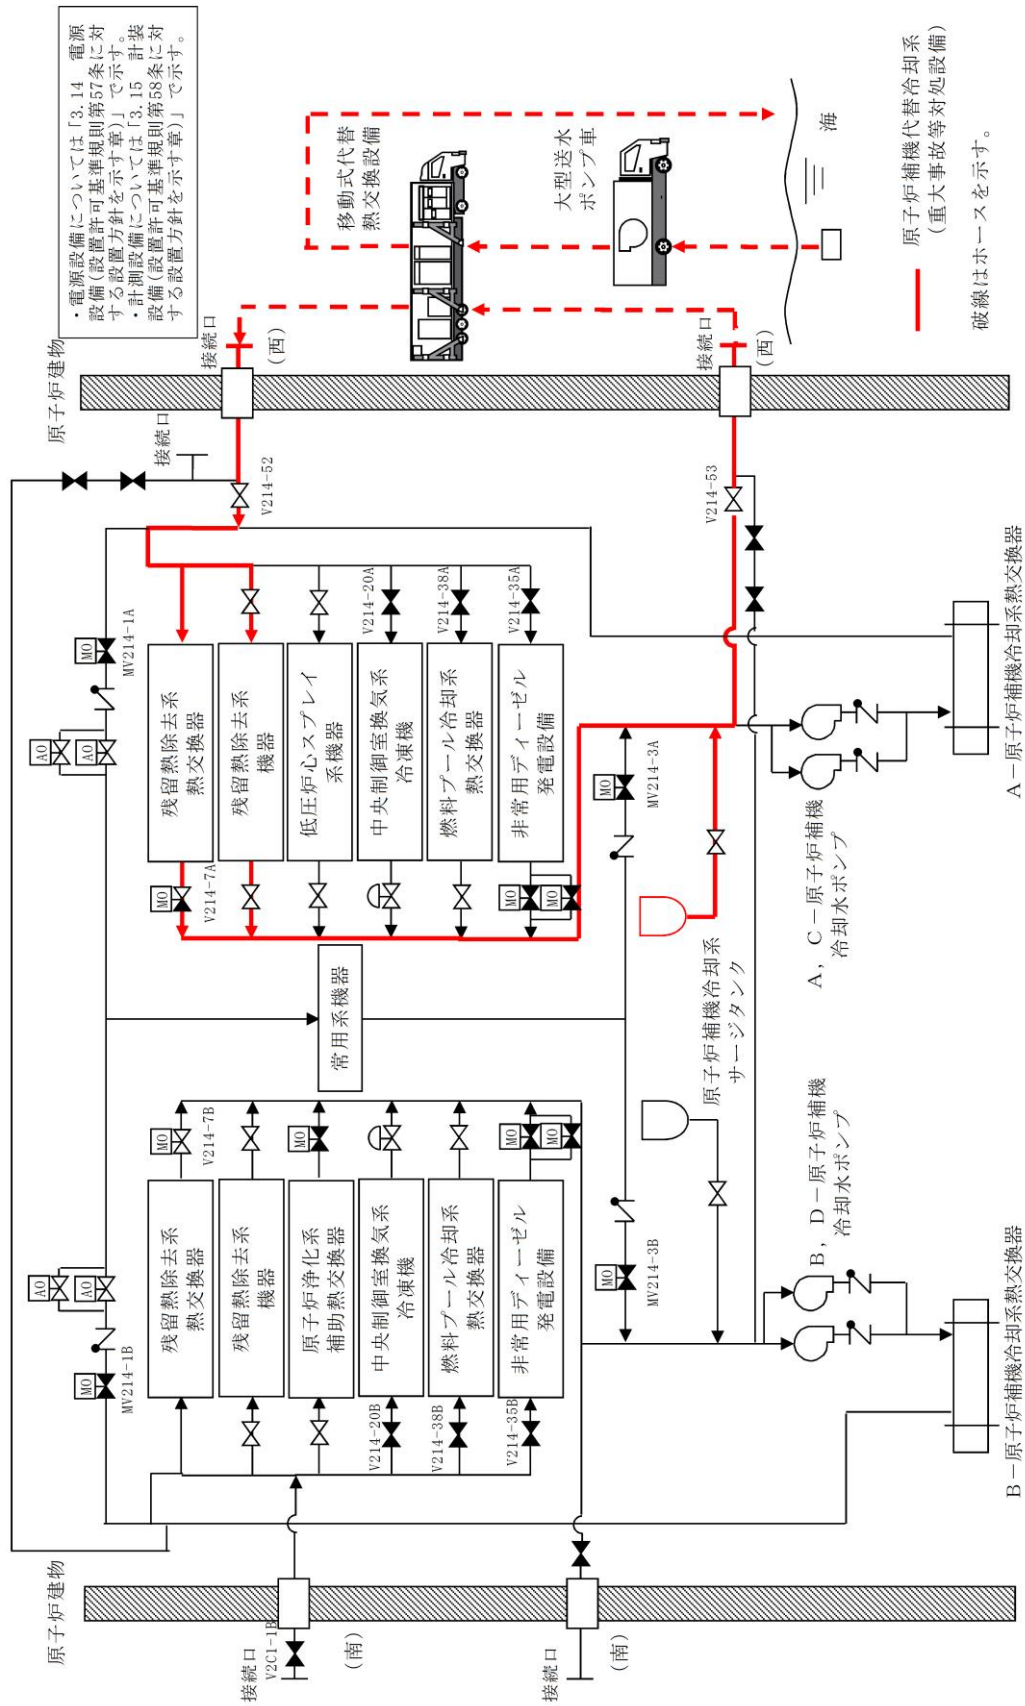 ・電源設備については「3.14　電源
設備(設置許可基準規則第57条に対
する設置方針を示す章)」で示す。
・計測設備については「3.15　計装
設備(設置許可基準規則第58条に対
する設置方針を示す章)」で示す。
原子炉建物
接続口
V2C1-1B
(南)
接続口
(南)
AO
AO
MO
MV214-1B
AO
AO
MO
MV214-1A
残留熱除去系
熱交換器
MO
V214-7B
残留熱除去系
機器
原子炉浄化系
補助熱交換器
MO
V214-20B
中央制御室換気系
冷凍機
V214-38B
燃料プール冷却系
熱交換器
V214-35B
非常用ディーゼル
発電設備
MO
MO
常用系機器
MO
V214-7A
残留熱除去系
熱交換器
残留熱除去系
機器
低圧炉心スプレイ
系機器
中央制御室換気系
冷凍機
V214-20A
燃料プール冷却系
熱交換器
V214-38A
MO
MO
非常用ディーゼル
発電設備
V214-35A
MO
MV214-3B
MO
MV214-3A
原子炉補機冷却系
サージタンク
B，D－原子炉補機
冷却水ポンプ
A，C－原子炉補機
冷却水ポンプ
B－原子炉補機冷却系熱交換器
A－原子炉補機冷却系熱交換器
原子炉建物
接続口
V214-52
接続口
(西)
V214-53
接続口
(西)
移動式代替
熱交換設備
大型送水
ポンプ車
海
原子炉補機代替冷却系
(重大事故等対処設備)
破線はホースを示す。